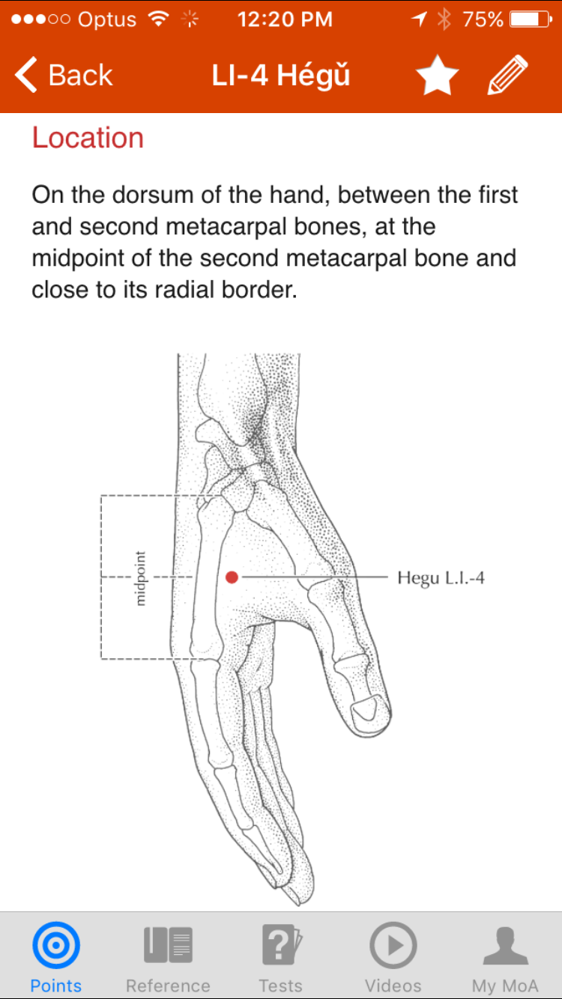 Optus 12:20 PM 75%
Back LI-4 Hégǔ
Location
On the dorsum of the hand, between the first
and second metacarpal bones, at the
midpoint of the second metacarpal bone and
close to its radial border.
midpoint
Hegu L.I.-4
Points Reference Tests Videos My MoA